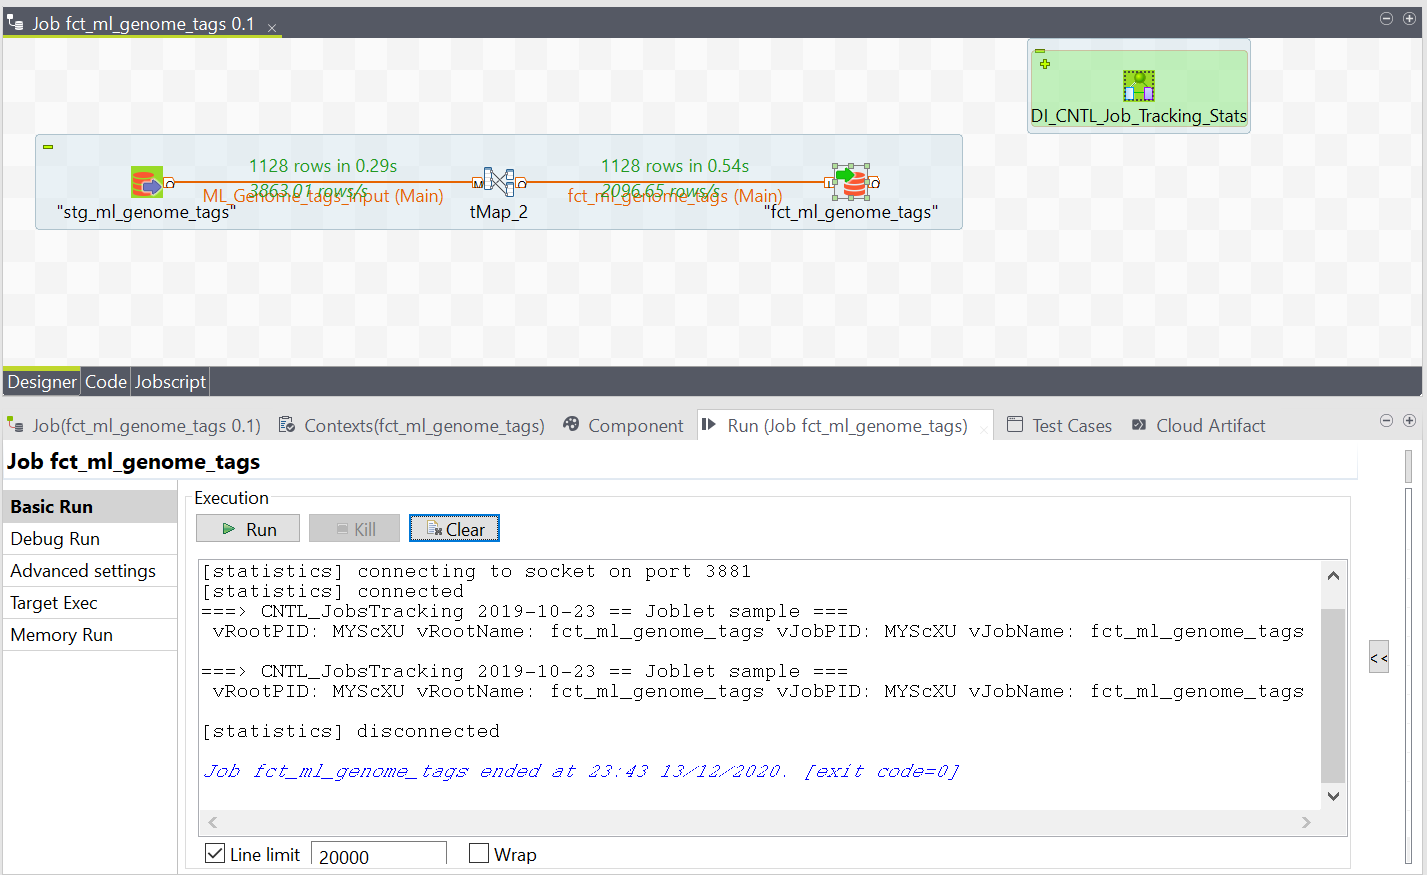 Job fct_ml_genome_tags 0.1
DI_CNTL_Job_Tracking_Stats
1128 rows in 0.29s
1128 rows in 0.54s
3863.01 rows/s
2096.65 rows/s
ML_Genome_tags_input (Main)
fct_ml_genome_tags (Main)
"stg_ml_genome_tags"
tMap_2
"fct_ml_genome_tags"
Designer Code Jobscript
Job(fct_ml_genome_tags 0.1) Contexts(fct_ml_genome_tags) Component Run (Job fct_ml_genome_tags) Test Cases Cloud Artifact
Job fct_ml_genome_tags
Basic Run
Debug Run
Advanced settings
Target Exec
Memory Run
Execution
Run Kill Clear
[statistics] connecting to socket on port 3881
[statistics] connected
===> CNTL_JobsTracking 2019-10-23 == Joblet sample ===
vRootPID: MYScXU vRootName: fct_ml_genome_tags vJobPID: MYScXU vJobName: fct_ml_genome_tags
===> CNTL_JobsTracking 2019-10-23 == Joblet sample ===
vRootPID: MYScXU vRootName: fct_ml_genome_tags vJobPID: MYScXU vJobName: fct_ml_genome_tags
[statistics] disconnected
Job fct_ml_genome_tags ended at 23:43 13/12/2020. [exit code=0]
<<
Line limit 20000 Wrap